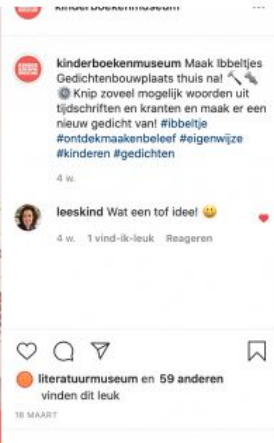 kinderboekenmuseum
kinderboekenmuseum Maak Ibbeltjes
Gedichtenbouwplaats thuis na!
Knip zoveel mogelijk woorden uit
tijdschriften en kranten en maak er een
nieuw gedicht van! #ibbeltje
#ontdekmaakenbeleef #eigenwijze
#kinderen #gedichten
4 w.
leeskind Wat een tof idee! 😃
4 w. 1 vind-ik-leuk Reageren
literatuurmuseum en 59 anderen
vinden dit leuk
18 MAART